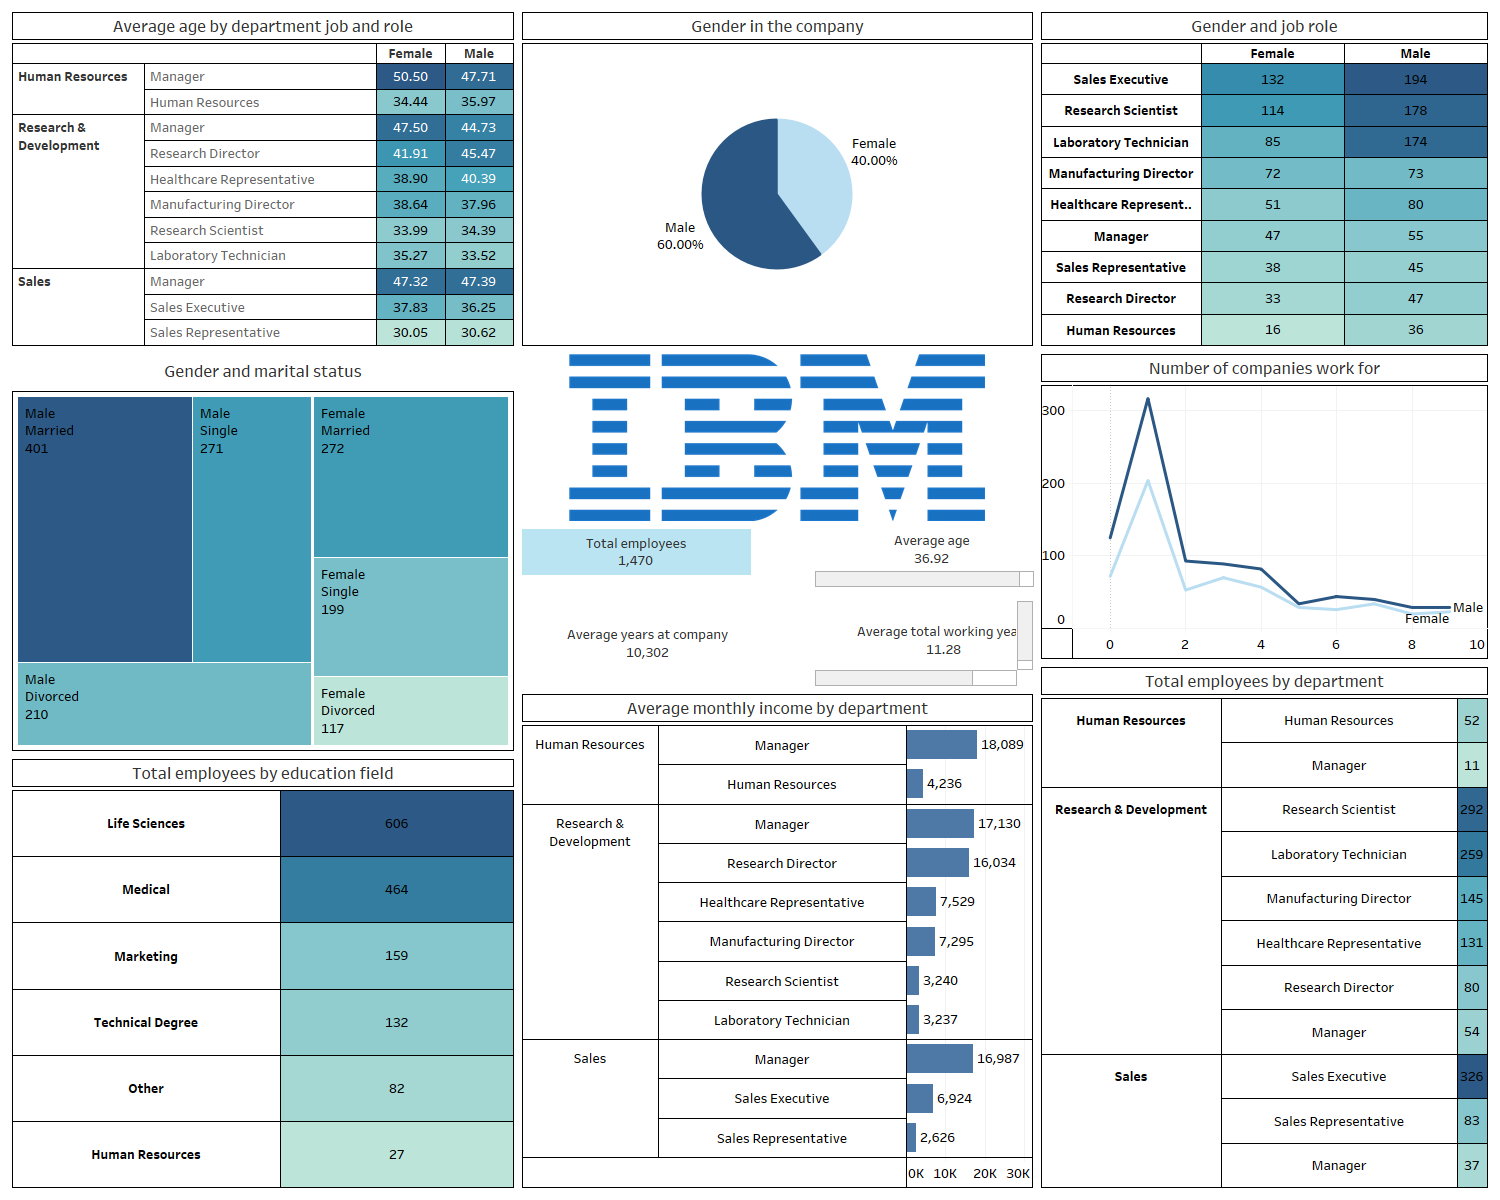 Average age by department job and role
Female Male
Human Resources Manager 50.50 47.71
Human Resources 34.44 35.97
Research & Development Manager 47.50 44.73
Research Director 41.91 45.47
Healthcare Representative 38.90 40.39
Manufacturing Director 38.64 37.96
Research Scientist 33.99 34.39
Laboratory Technician 35.27 33.52
Sales Manager 47.32 47.39
Sales Executive 37.83 36.25
Sales Representative 30.05 30.62
Gender in the company
Female
40.00%
Male
60.00%
Gender and job role
Female Male
Sales Executive 132 194
Research Scientist 114 178
Laboratory Technician 85 174
Manufacturing Director 72 73
Healthcare Represent.. 51 80
Manager 47 55
Sales Representative 38 45
Research Director 33 47
Human Resources 16 36
Gender and marital status
Male
Married
401
Male
Single
271
Female
Married
272
Female
Single
199
Male
Divorced
210
Female
Divorced
117
IBM
Total employees
1,470
Average age
36.92
Average years at company
10,302
Average total working yea
11.28
Number of companies work for
300
200
100
0
Male
Female
0 2 4 6 8 10
Total employees by education field
Life Sciences 606
Medical 464
Marketing 159
Technical Degree 132
Other 82
Human Resources 27
Average monthly income by department
Human Resources Manager 18,089
Human Resources 4,236
Research &
Development
Manager 17,130
Research Director 16,034
Healthcare Representative 7,529
Manufacturing Director 7,295
Research Scientist 3,240
Laboratory Technician 3,237
Sales Manager 16,987
Sales Executive 6,924
Sales Representative 2,626
0K 10K 20K 30K
Total employees by department
Human Resources Human Resources 52
Manager 11
Research & Development Research Scientist 292
Laboratory Technician 259
Manufacturing Director 145
Healthcare Representative 131
Research Director 80
Manager 54
Sales Sales Executive 326
Sales Representative 83
Manager 37